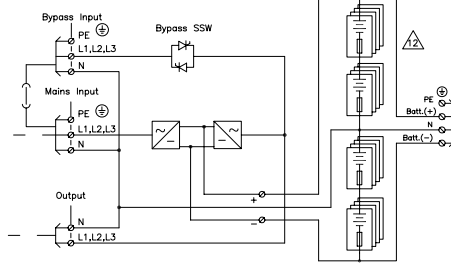 Bypass Input
Bypass SSW
PE
L1,L2,L3
N
Mains Input
PE
L1,L2,L3
N
~
−
~
−
Output
N
L1,L2,L3
+
−
12
PE
Batt.(+)
N
Batt.(−)